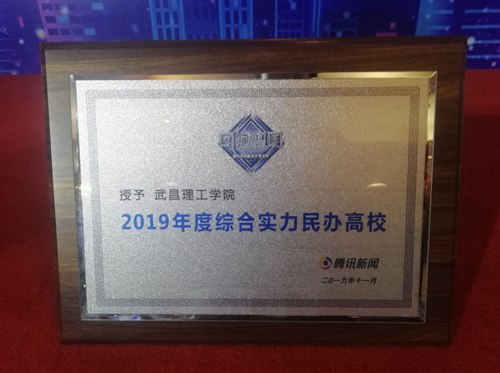 授予 武昌理工学院
2019年度综合实力民办高校
腾讯新闻
二〇一九年十一月